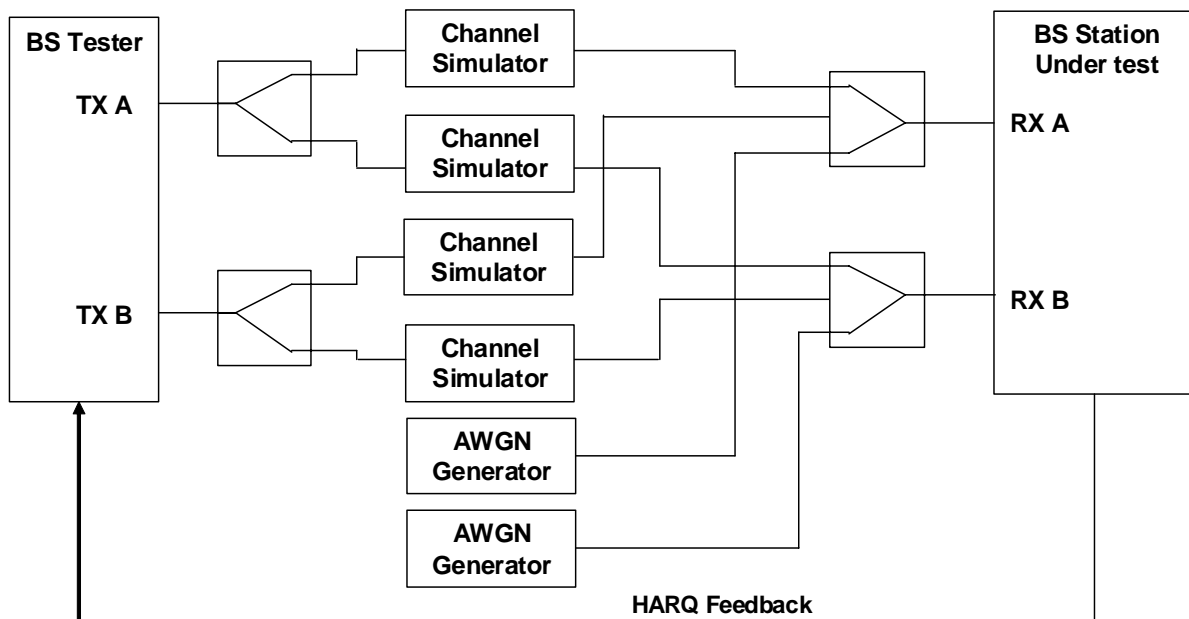 BS Tester
TX A
TX B
Channel
Simulator
Channel
Simulator
Channel
Simulator
Channel
Simulator
AWGN
Generator
AWGN
Generator
BS Station
Under test
RX A
RX B
HARQ Feedback